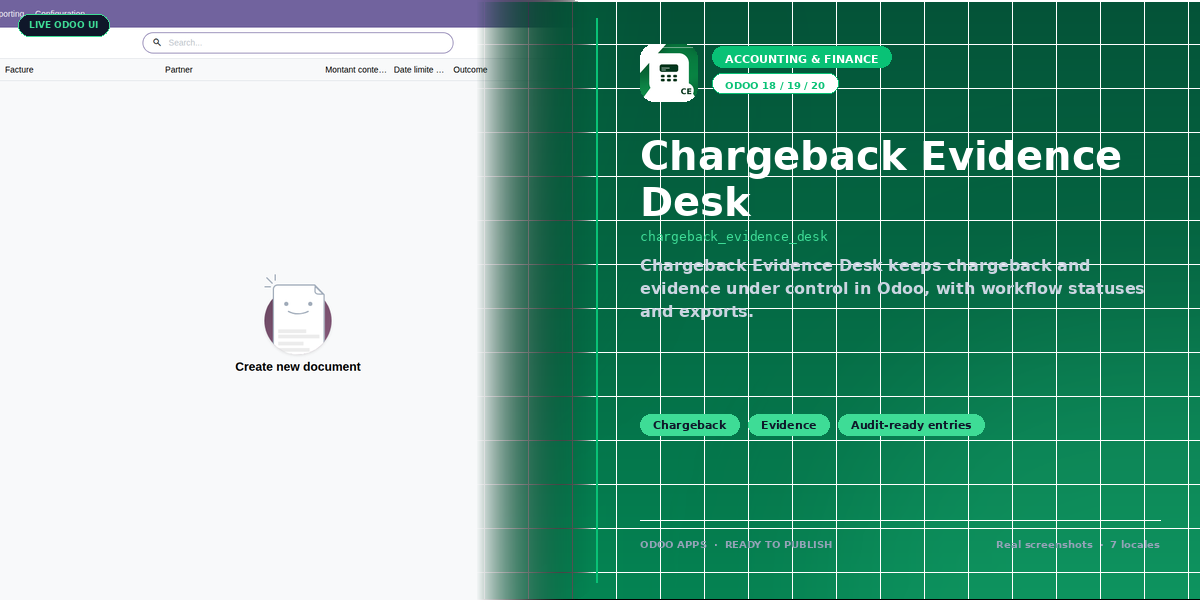 porting Configuration
LIVE ODOO UI
Search...
Facture Partner Montant conte... Date limite ... Outcome
Create new document
CE
ACCOUNTING & FINANCE
ODOO 18 / 19 / 20
Chargeback Evidence
Desk
chargeback_evidence_desk
Chargeback Evidence Desk keeps chargeback and
evidence under control in Odoo, with workflow statuses
and exports.
Chargeback Evidence Audit-ready entries
ODOO APPS · READY TO PUBLISH
Real screenshots · 7 locales